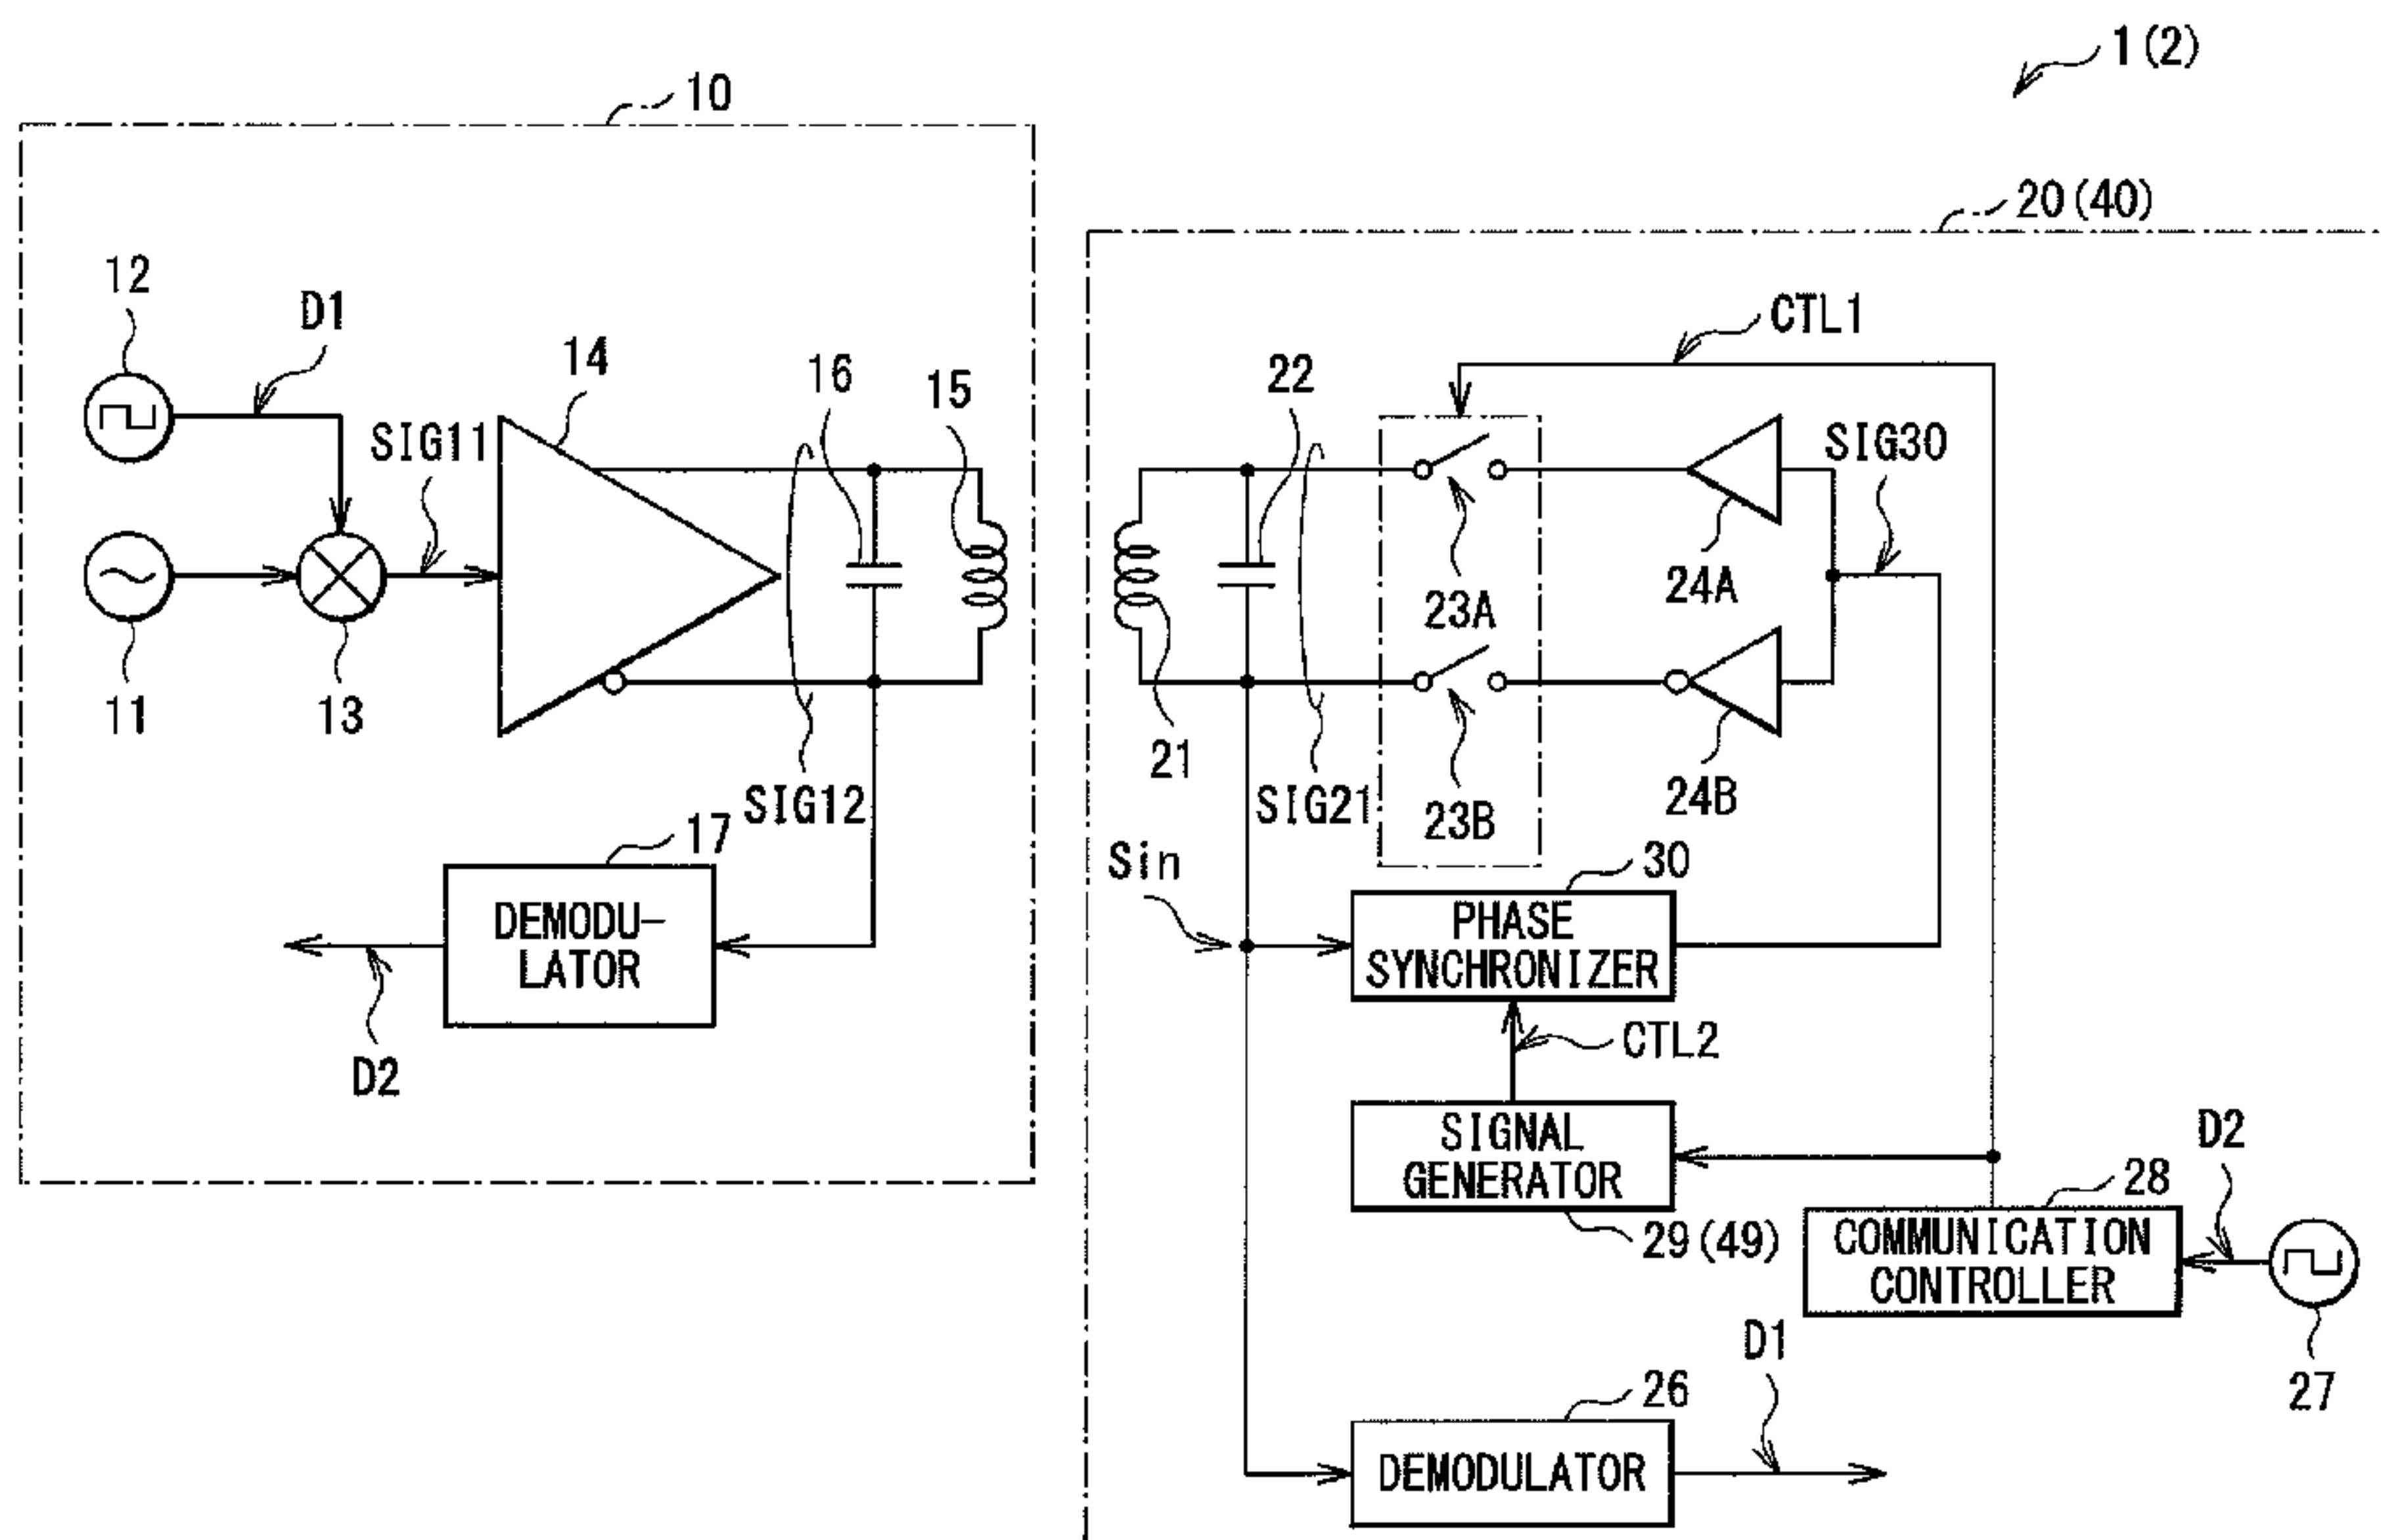 1(2)
10
20(40)
12
D1
CTL1
14
16
15
22
SIG11
SIG30
23A
24A
11
13
21
SIG12
SIG21
23B
24B
17
Sin
30
DEMODU-
LATOR
PHASE
SYNCHRONIZER
D2
CTL2
SIGNAL
GENERATOR
D2
28
29(49)
COMMUNICATION
CONTROLLER
27
D1
26
DEMODULATOR